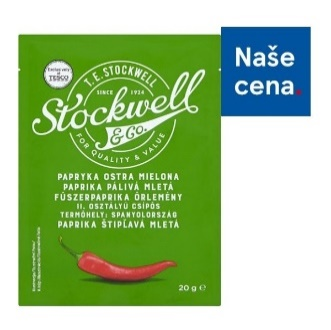 Naše
cena.
Exclusively
at
TESCO
T.E. STOCKWELL
SINCE 1924
Stockwell
& Co.
FOR QUALITY & VALUE
PAPRYKA OSTRA MIELONA
PAPRIKA PÁLIVÁ MLETÁ
FŰSZERPAPRIKA ŐRLEMÉNY
II. OSZTÁLYÚ CSÍPŐS
TERMŐHELY: SPANYOLORSZÁG
PAPRIKA ŠTIPĽAVÁ MLETÁ
20 g e